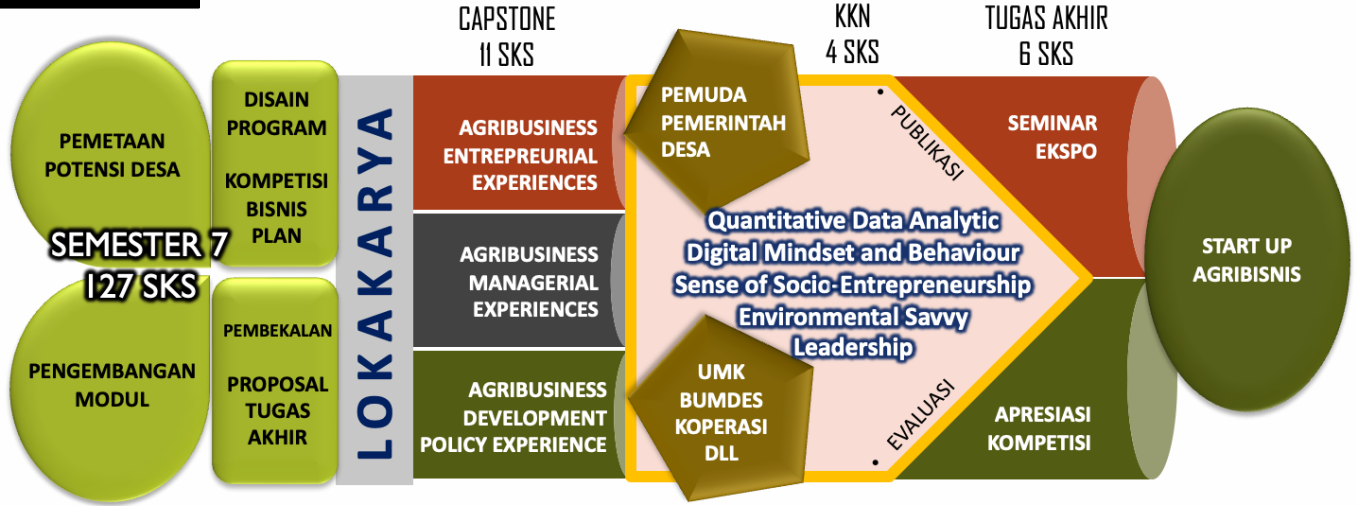 PEMETAAN
POTENSI DESA
SEMESTER 7
127 SKS
PENGEMBANGAN
MODUL
DISAIN
PROGRAM
KOMPETISI
BISNIS
PLAN
PEMBEKALAN
PROPOSAL
TUGAS
AKHIR
LOKAKARYA
CAPSTONE
11 SKS
AGRIBUSINESS
ENTREPREURIAL
EXPERIENCES
AGRIBUSINESS
MANAGERIAL
EXPERIENCES
AGRIBUSINESS
DEVELOPMENT
POLICY EXPERIENCE
PEMUDA
PEMERINTAH
DESA
KKN
4 SKS
• PUBLIKASI
Quantitative Data Analytic
Digital Mindset and Behaviour
Sense of Socio-Entrepreneurship
Environmental Savvy
Leadership
UMK
BUMDES
KOPERASI
DLL
• EVALUASI
TUGAS AKHIR
6 SKS
SEMINAR
EKSPO
APRESIASI
KOMPETISI
START UP
AGRIBISNIS